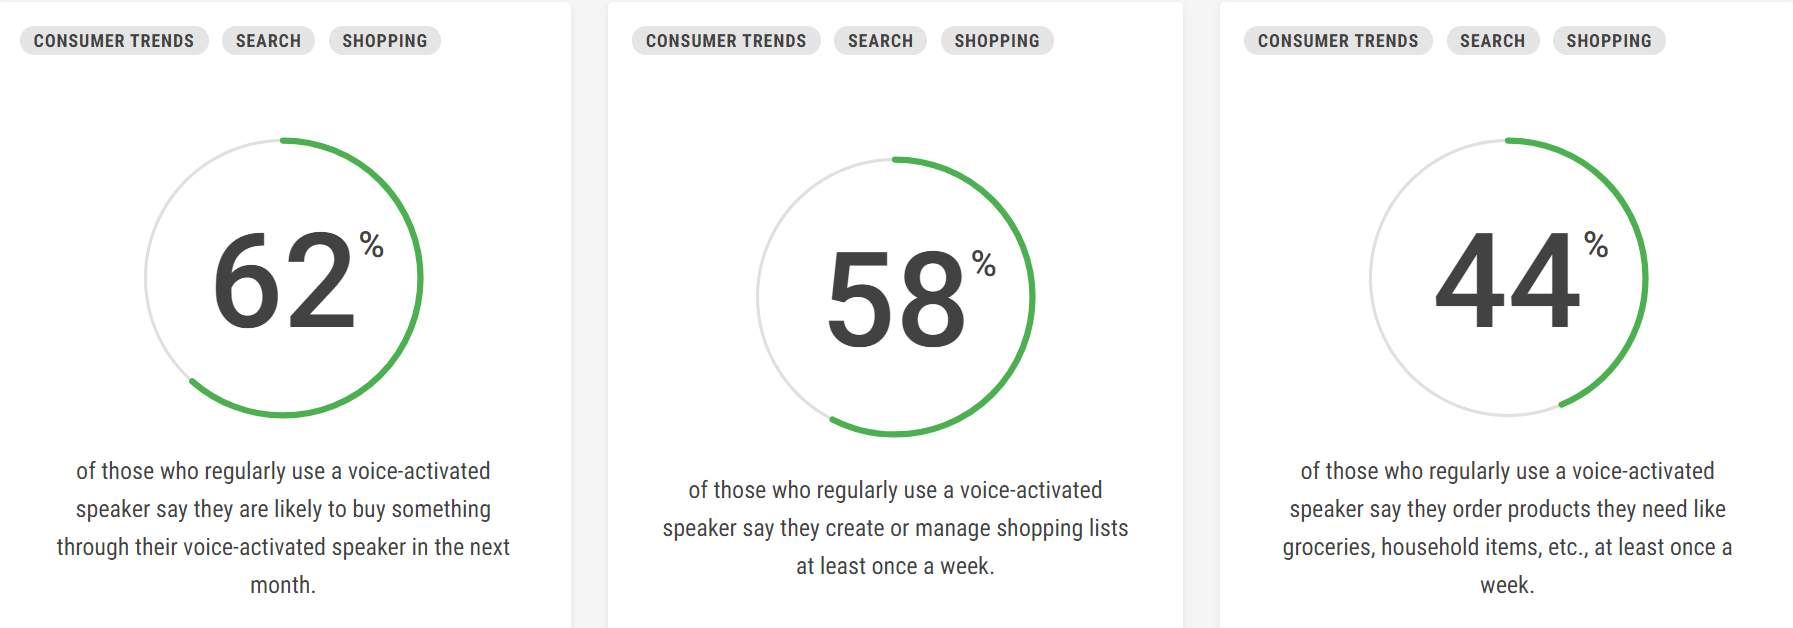 CONSUMER TRENDS SEARCH SHOPPING
62%
of those who regularly use a voice-activated
speaker say they are likely to buy something
through their voice-activated speaker in the next
month.
CONSUMER TRENDS SEARCH SHOPPING
58%
of those who regularly use a voice-activated
speaker say they create or manage shopping lists
at least once a week.
CONSUMER TRENDS SEARCH SHOPPING
44%
of those who regularly use a voice-activated
speaker say they order products they need like
groceries, household items, etc., at least once a
week.